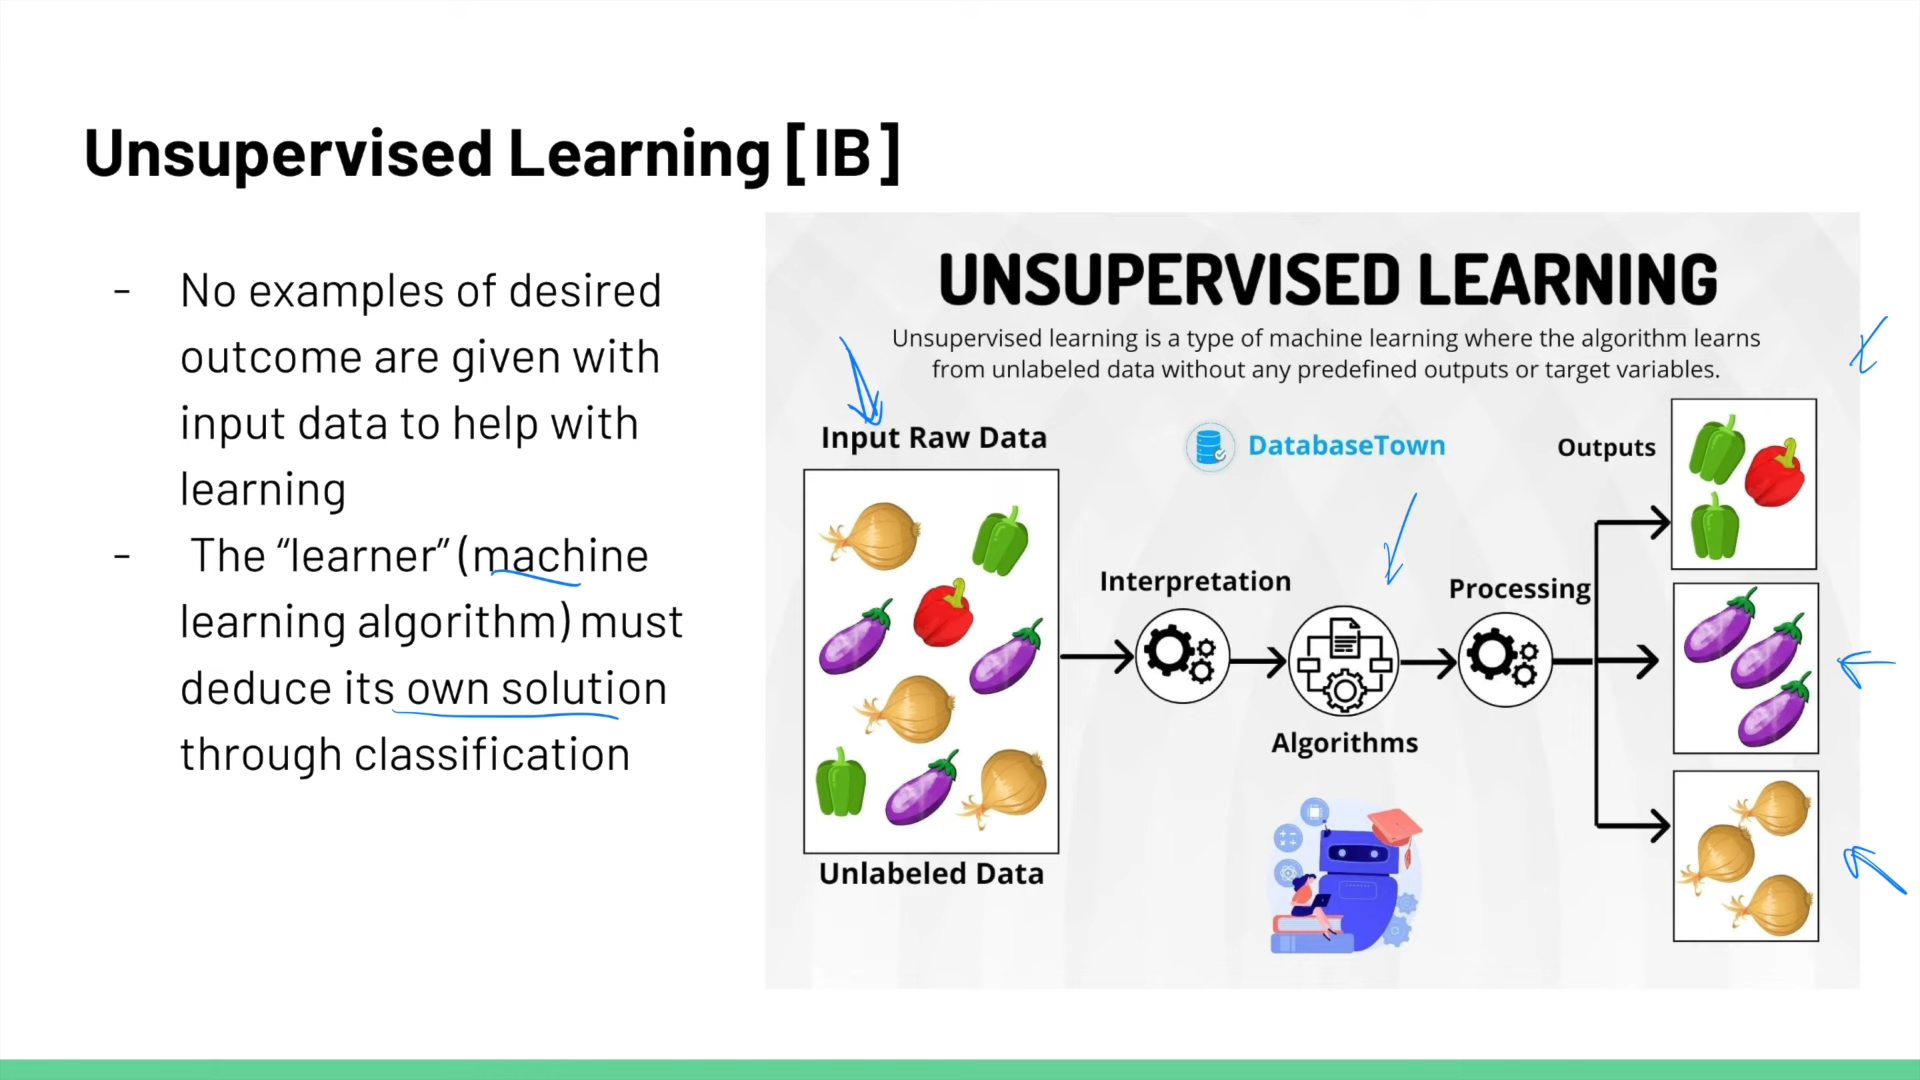 Unsupervised Learning [IB]
- No examples of desired
outcome are given with
input data to help with
learning
- The “learner” (machine
learning algorithm) must
deduce its own solution
through classification
UNSUPERVISED LEARNING
Unsupervised learning is a type of machine learning where the algorithm learns
from unlabeled data without any predefined outputs or target variables.
Input Raw Data
DatabaseTown
Outputs
Interpretation
Processing
Algorithms
Unlabeled Data